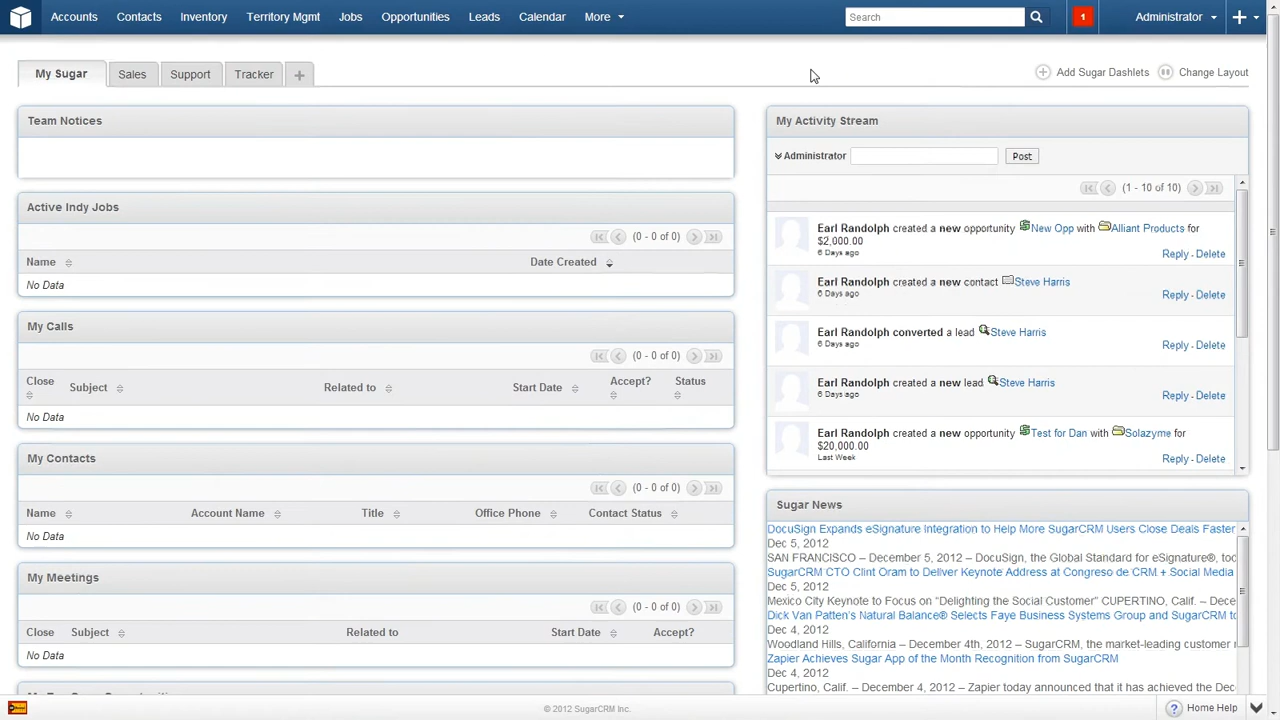 Accounts Contacts Inventory Territory Mgmt Jobs Opportunities Leads Calendar More Search 1 Administrator
My Sugar Sales Support Tracker Add Sugar Dashlets Change Layout
Team Notices
Active Indy Jobs
(0 - 0 of 0)
Name Date Created
No Data
My Calls
(0 - 0 of 0)
Close Subject Related to Start Date Accept? Status
No Data
My Contacts
(0 - 0 of 0)
Name Account Name Title Office Phone Contact Status
No Data
My Meetings
(0 - 0 of 0)
Close Subject Related to Start Date Accept?
No Data
My Activity Stream
Administrator Post
(1 - 10 of 10)
Earl Randolph created a new opportunity New Opp with Alliant Products for
$2,000.00
6 Days ago
Reply - Delete
Earl Randolph created a new contact Steve Harris
6 Days ago
Reply - Delete
Earl Randolph converted a lead Steve Harris
6 Days ago
Reply - Delete
Earl Randolph created a new lead Steve Harris
6 Days ago
Reply - Delete
Earl Randolph created a new opportunity Test for Dan with Solazyme for
$20,000.00
Last Week
Reply - Delete
Sugar News
DocuSign Expands eSignature Integration to Help More SugarCRM Users Close Deals Faster
Dec 5, 2012
SAN FRANCISCO – December 5, 2012 – DocuSign, the Global Standard for eSignature®, too
SugarCRM CTO Clint Oram to Deliver Keynote Address at Congreso de CRM + Social Media
Dec 5, 2012
Mexico City Keynote to Focus on “Delighting the Social Customer” CUPERTINO, Calif. – Dece
Dick Van Patten's Natural Balance® Selects Faye Business Systems Group and SugarCRM to
Dec 4, 2012
Woodland Hills, California – December 4th, 2012 – SugarCRM, the market-leading customer r
Zapier Achieves Sugar App of the Month Recognition from SugarCRM
Dec 4, 2012
Cupertino, Calif. – December 4, 2012 – Zapier today announced that it has achieved the Dec
© 2012 SugarCRM Inc.
Home Help